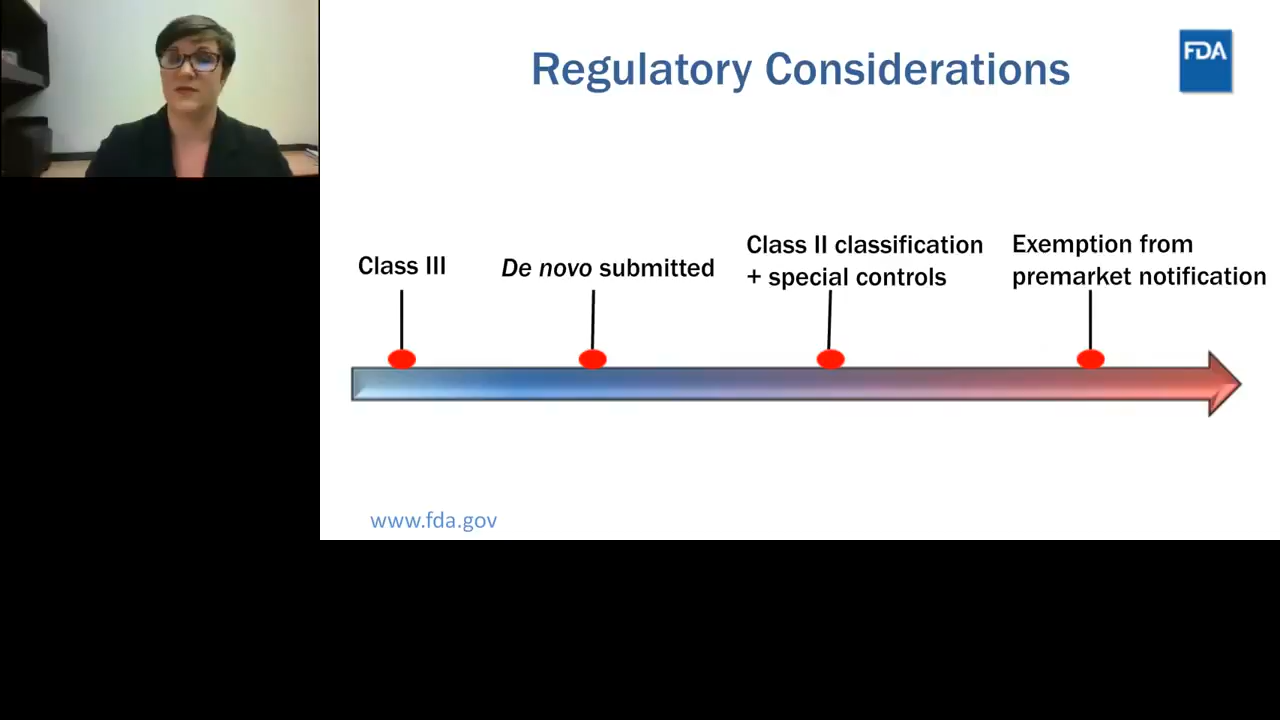 Regulatory Considerations
FDA
Class III
De novo submitted
Class II classification
+ special controls
Exemption from
premarket notification
www.fda.gov